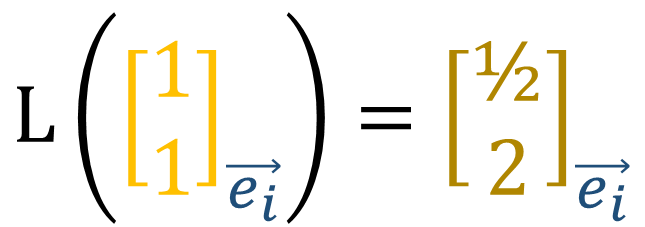 L([1 1]e⃗ᵢ) = [½ 2]e⃗ᵢ